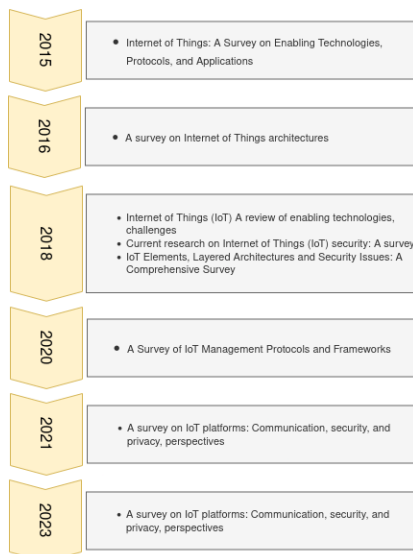 2015
• Internet of Things: A Survey on Enabling Technologies,
Protocols, and Applications
2016
• A survey on Internet of Things architectures
2018
• Internet of Things (IoT) A review of enabling technologies,
challenges
• Current research on Internet of Things (IoT) security: A survey
• IoT Elements, Layered Architectures and Security Issues: A
Comprehensive Survey
2020
• A Survey of IoT Management Protocols and Frameworks
2021
• A survey on IoT platforms: Communication, security, and
privacy, perspectives
2023
• A survey on IoT platforms: Communication, security, and
privacy, perspectives